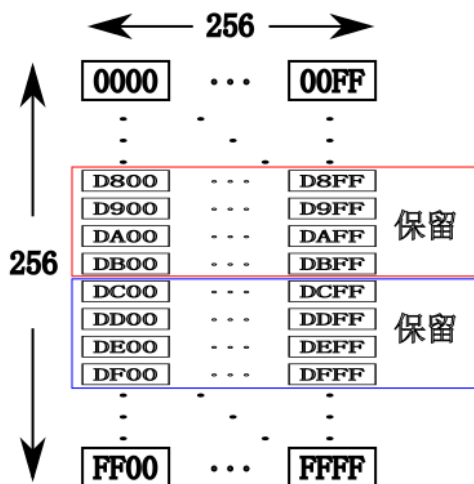 256
0000 ... 00FF
D800 ... D8FF
D900 ... D9FF
DA00 ... DAFF
保留
DB00 ... DBFF
256
DC00 ... DCFF
DD00 ... DDFF
保留
DE00 ... DEFF
DF00 ... DFFF
FF00 ... FFFF